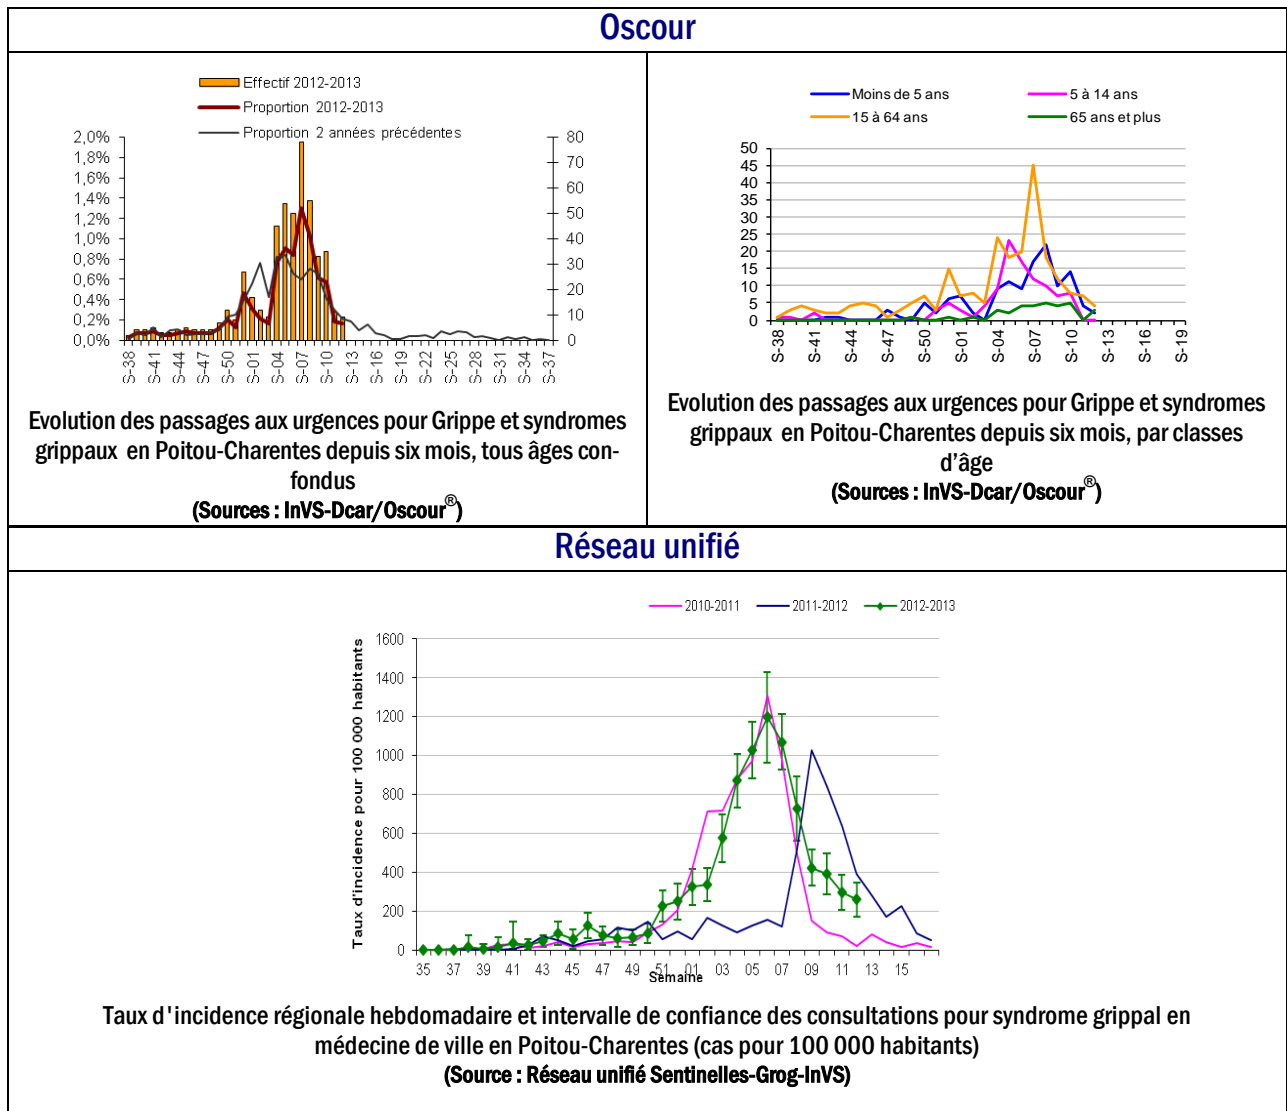 Oscour
Effectif 2012-2013
Proportion 2012-2013
Proportion 2 années précédentes
2,0%
1,8%
1,6%
1,4%
1,2%
1,0%
0,8%
0,6%
0,4%
0,2%
0,0%
80
70
60
50
40
30
20
10
0
S-38
S-41
S-44
S-47
S-50
S-01
S-04
S-07
S-10
S-13
S-16
S-19
S-22
S-25
S-28
S-31
S-34
S-37
Evolution des passages aux urgences pour Grippe et syndromes
grippaux en Poitou-Charentes depuis six mois, tous âges con-
fondus
(Sources : InVS-Dcar/Oscour®)
Moins de 5 ans
5 à 14 ans
15 à 64 ans
65 ans et plus
50
45
40
35
30
25
20
15
10
5
0
S-38
S-41
S-44
S-47
S-50
S-01
S-04
S-07
S-10
S-13
S-16
S-19
Evolution des passages aux urgences pour Grippe et syndromes
grippaux en Poitou-Charentes depuis six mois, par classes
d'âge
(Sources : InVS-Dcar/Oscour®)
Réseau unifié
2010-2011
2011-2012
2012-2013
Taux d'incidence pour 100 000 habitants
1600
1400
1200
1000
800
600
400
200
0
35 37 39 41 43 45 47 49 51 01 03 05 07 09 11 13 15
Semaine
Taux d'incidence régionale hebdomadaire et intervalle de confiance des consultations pour syndrome grippal en
médecine de ville en Poitou-Charentes (cas pour 100 000 habitants)
(Source : Réseau unifié Sentinelles-Grog-InVS)